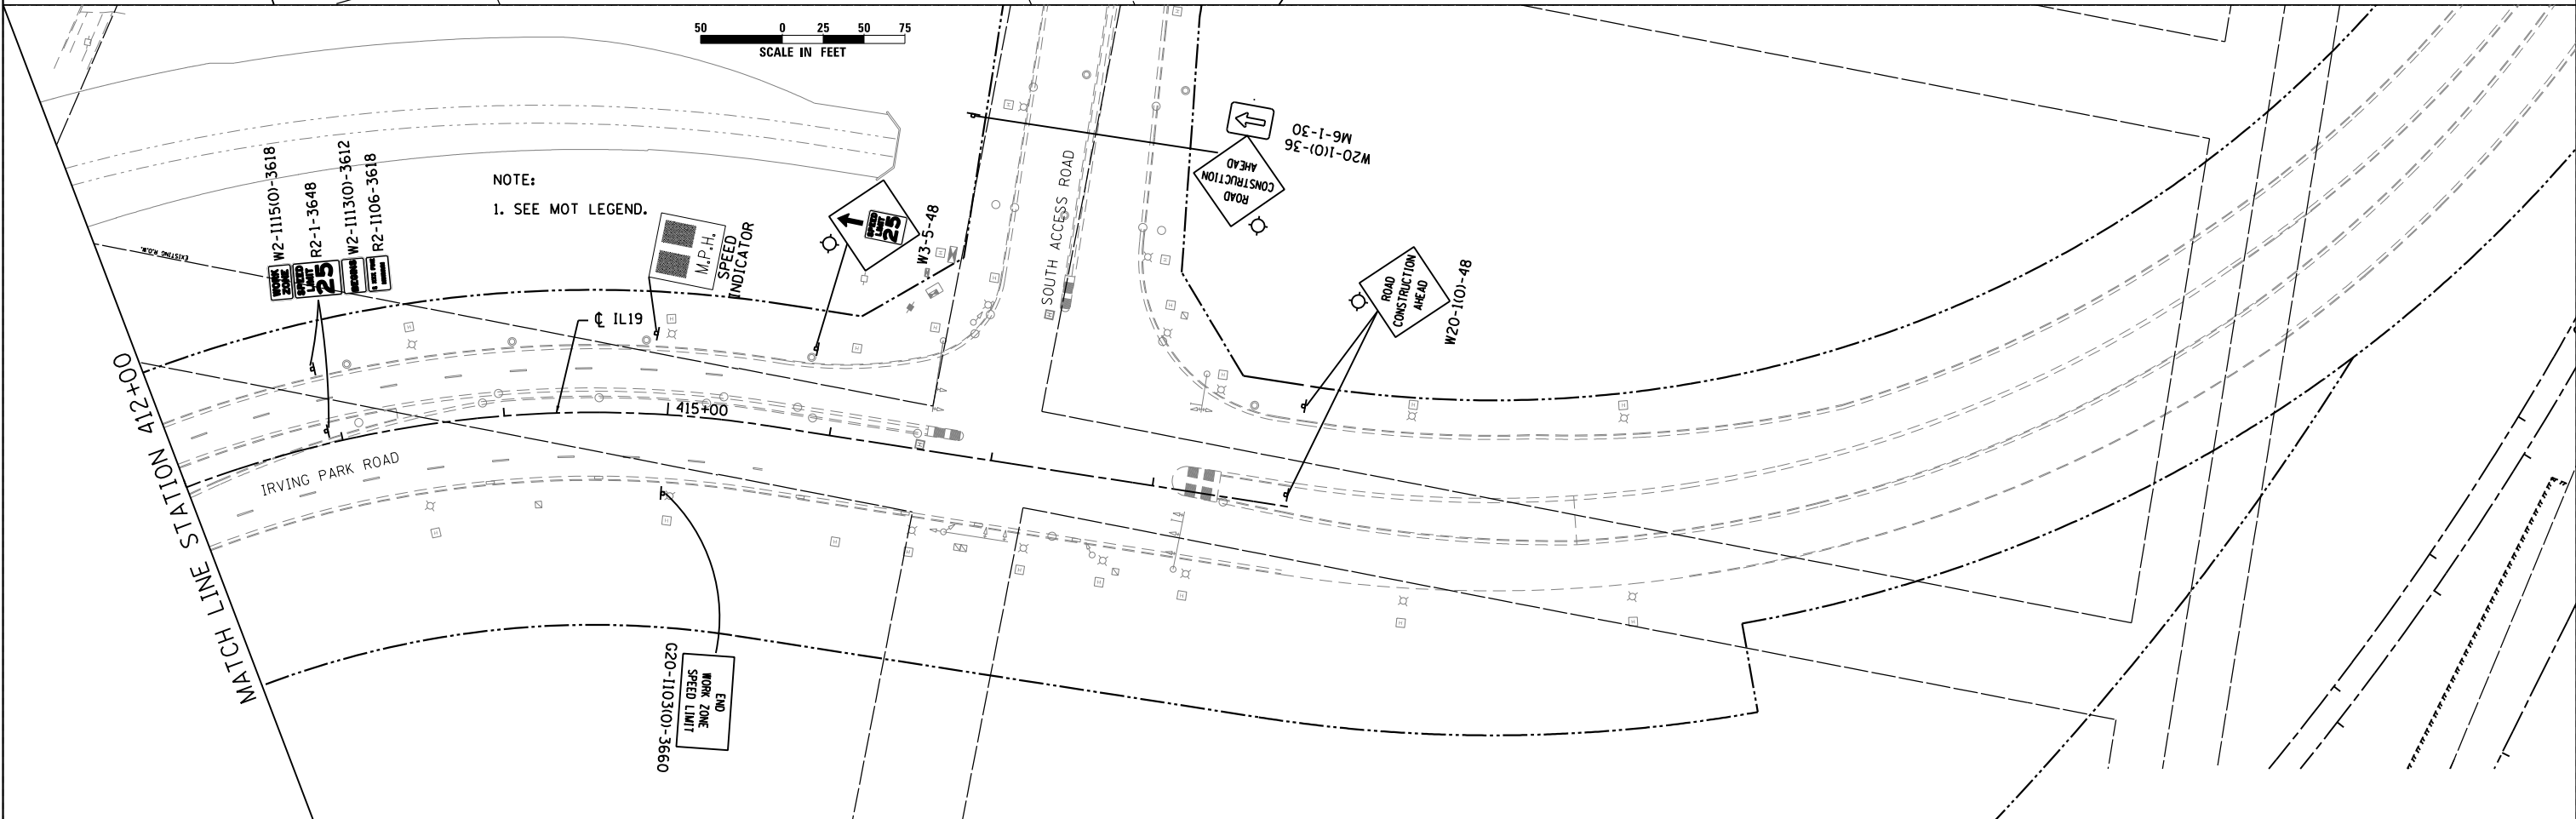 50 0 25 50 75
SCALE IN FEET
NOTE:
1. SEE MOT LEGEND.
EXISTING R.O.W.
W2-I115(O)-3618
R2-1-3648
W2-I113(O)-3612
R2-I106-3618
WORK
ZONE
SPEED
LIMIT
25
M.P.H.
SPEED
INDICATOR
SPEED
LIMIT
25
W3-5-48
SOUTH ACCESS ROAD
ROAD
CONSTRUCTION
AHEAD
W20-1(O)-36
M6-1-30
ROAD
CONSTRUCTION
AHEAD
W20-1(O)-48
℄ IL19
415+00
IRVING PARK ROAD
MATCH LINE STATION 412+00
END
WORK ZONE
SPEED LIMIT
G20-I103(O)-3660